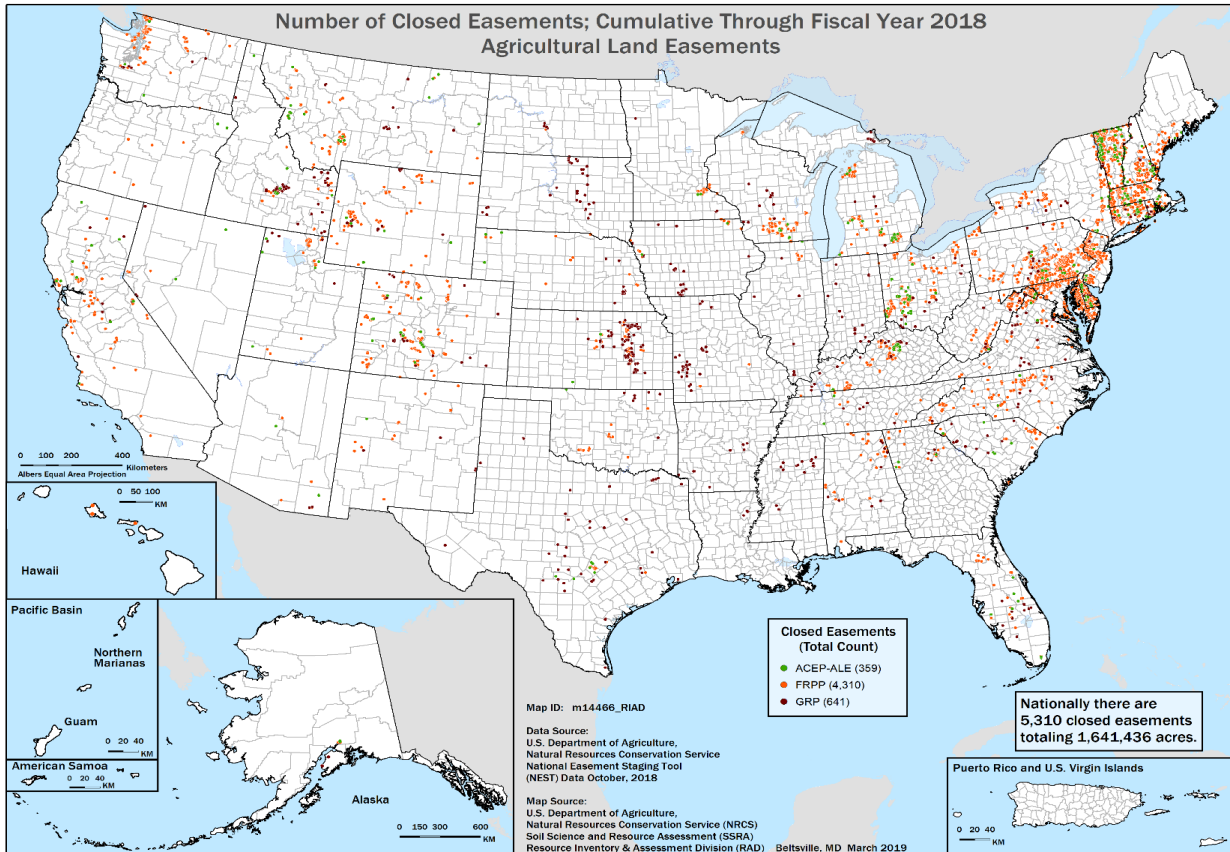 Number of Closed Easements; Cumulative Through Fiscal Year 2018
Agricultural Land Easements
0 100 200 400
Kilometers
Albers Equal Area Projection
0 50 100
KM
Hawaii
Pacific Basin
Northern
Marianas
Guam
0 20 40
KM
American Samoa
0 20 40
KM
Alaska
0 150 300 600
KM
Map ID: m14466_RIAD
Data Source:
U.S. Department of Agriculture,
Natural Resources Conservation Service
National Easement Staging Tool
(NEST) Data October, 2018
Map Source:
U.S. Department of Agriculture,
Natural Resources Conservation Service (NRCS)
Soil Science and Resource Assessment (SSRA)
Resource Inventory & Assessment Division (RAD) Beltsville, MD March 2019
Closed Easements
(Total Count)
ACEP-ALE (359)
FRPP (4,310)
GRP (641)
Nationally there are
5,310 closed easements
totaling 1,641,436 acres.
Puerto Rico and U.S. Virgin Islands
0 20 40
KM